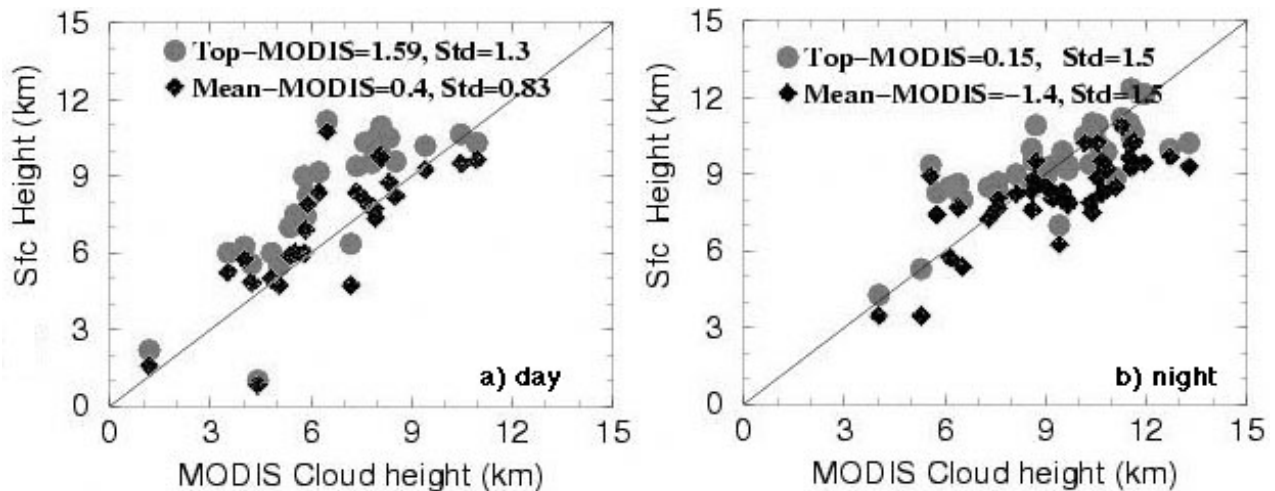 15
12
9
6
3
0
Sfc Height (km)
Top-MODIS=1.59, Std=1.3
Mean-MODIS=0.4, Std=0.83
a) day
0 3 6 9 12 15
MODIS Cloud height (km)
15
12
9
6
3
0
Sfc Height (km)
Top-MODIS=0.15, Std=1.5
Mean-MODIS=-1.4, Std=1.5
b) night
0 3 6 9 12 15
MODIS Cloud height (km)